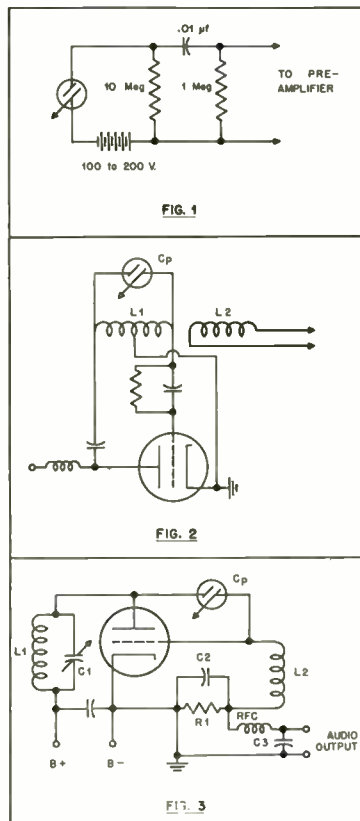 .01 µf
10 Meg
1 Meg
TO PRE-
AMPLIFIER
100 to 200 V.
FIG. 1
Cp
L1
L2
FIG. 2
Cp
L1
C1
C2
L2
R1
RFC
C3
AUDIO
OUTPUT
B+
B-
FIG. 3